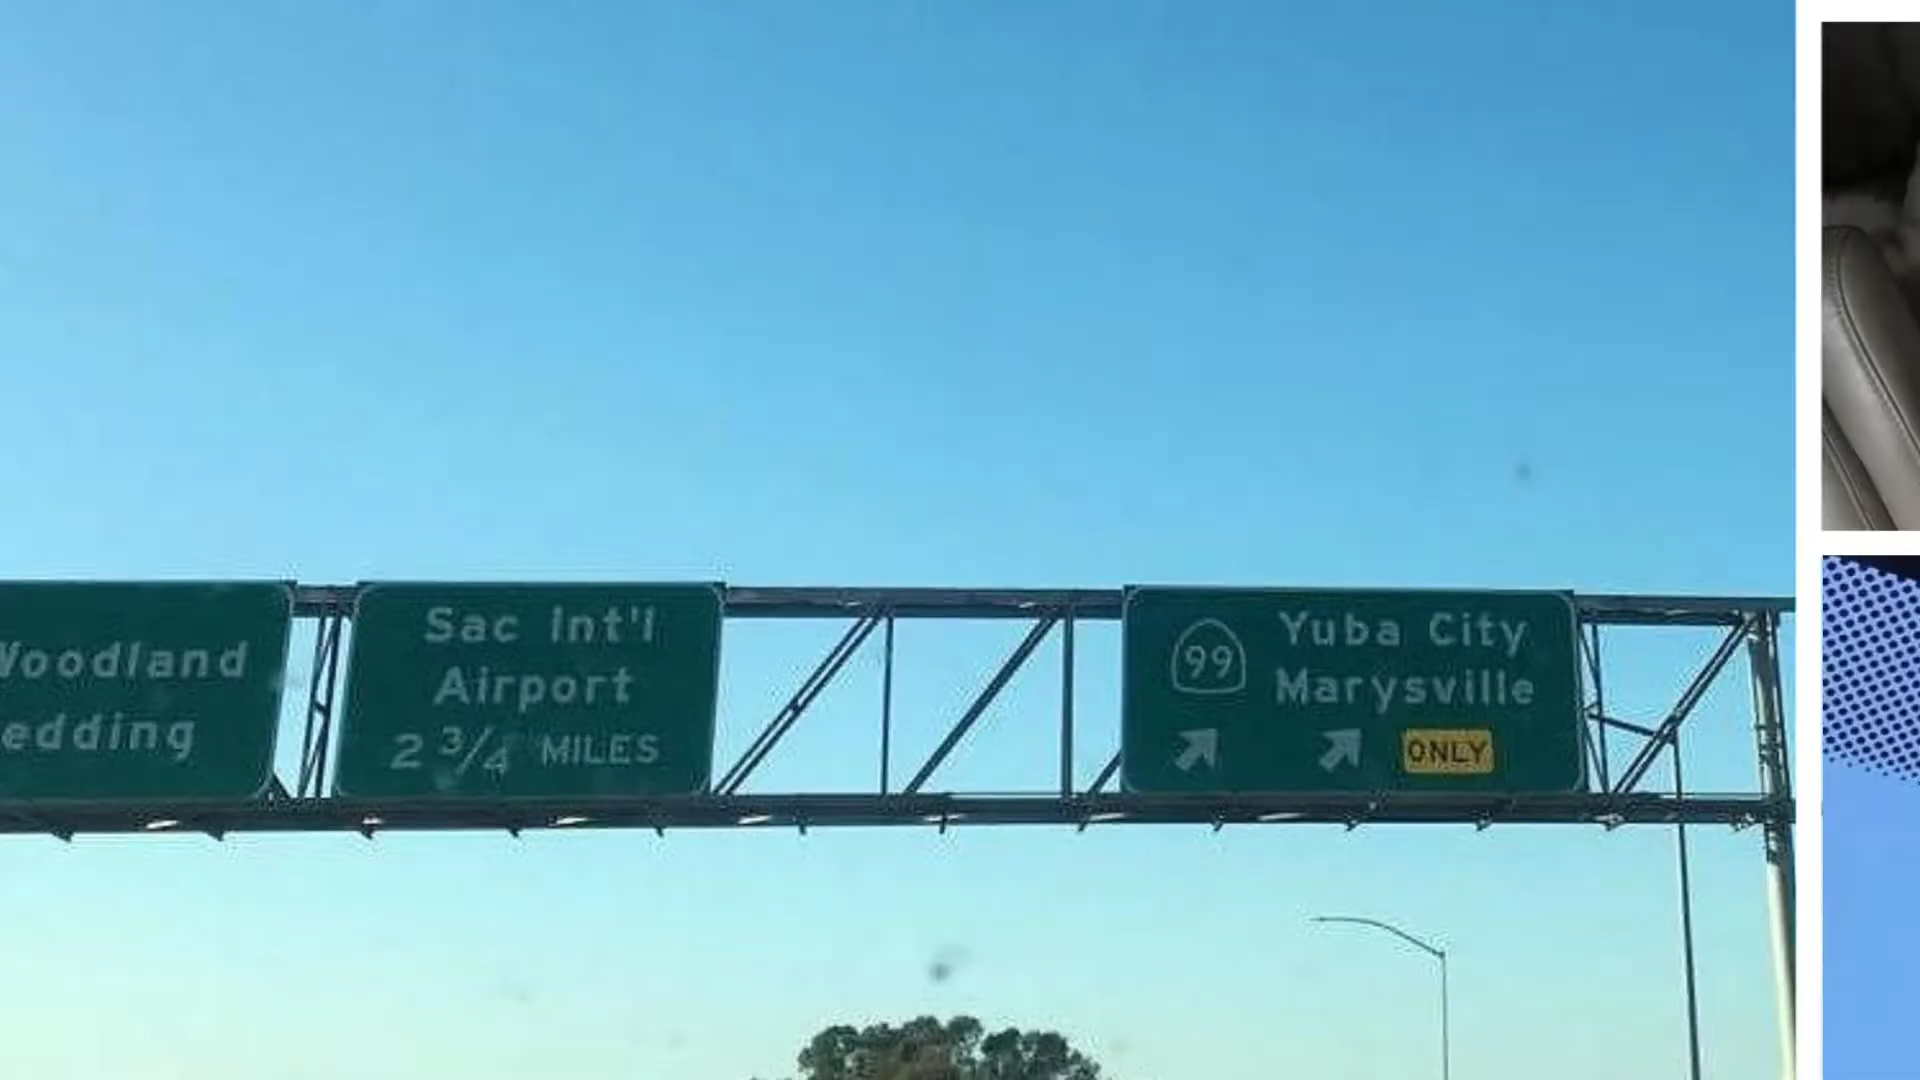 Woodland
edding
Sac Int'l
Airport
2 3/4 MILES
99
Yuba City
Marysville
ONLY